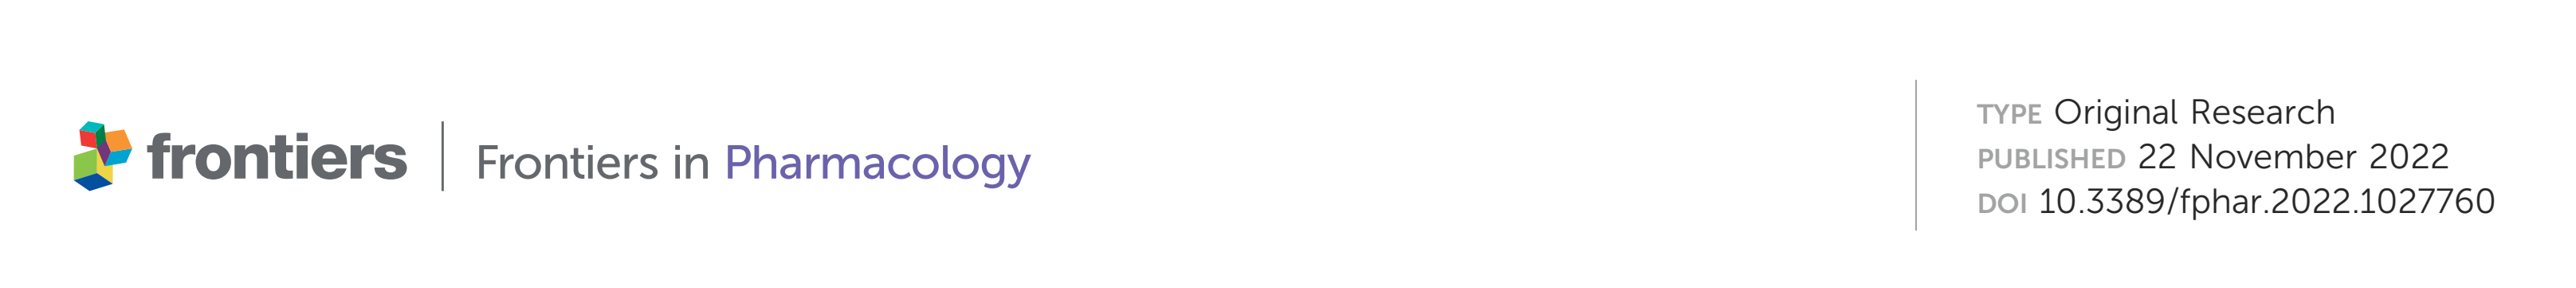 frontiers
Frontiers in Pharmacology
TYPE Original Research
PUBLISHED 22 November 2022
DOI 10.3389/fphar.2022.1027760